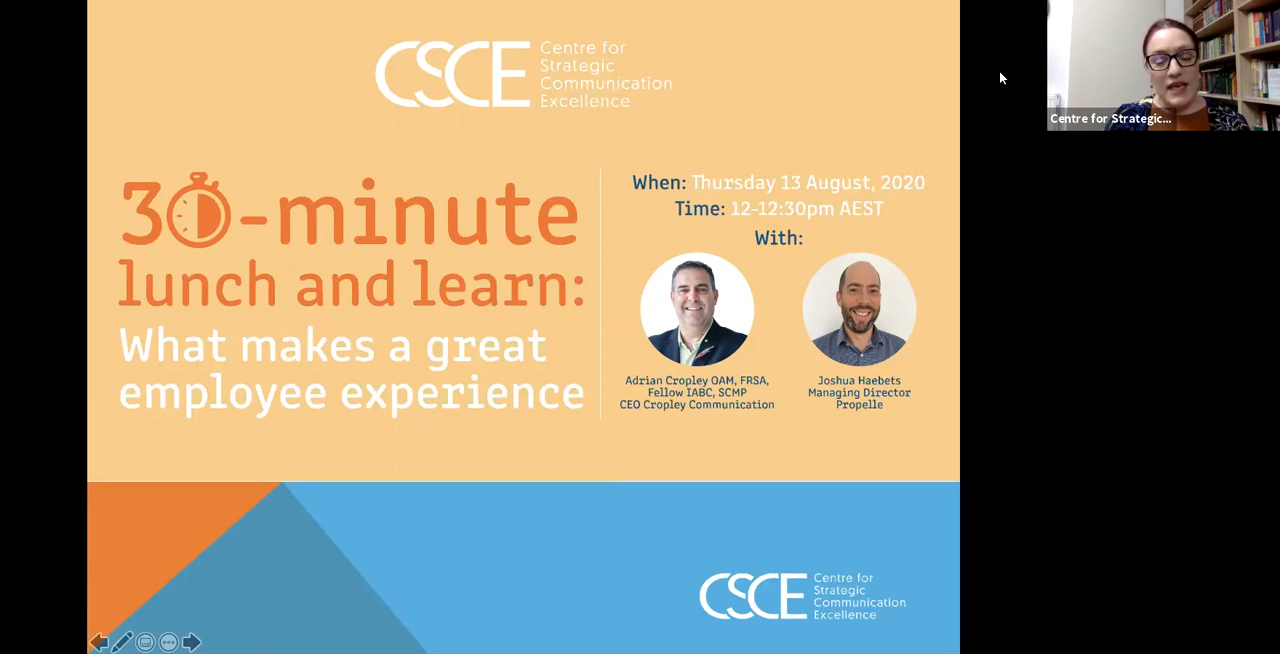 CSCE
Centre for
Strategic
Communication
Excellence
30-minute
lunch and learn:
What makes a great
employee experience
When: Thursday 13 August, 2020
Time: 12-12:30pm AEST
With:
Adrian Cropley OAM, FRSA,
Fellow IABC, SCMP
CEO Cropley Communication
Joshua Haebets
Managing Director
Propelle
CSCE
Centre for
Strategic
Communication
Excellence
Centre for Strategic...